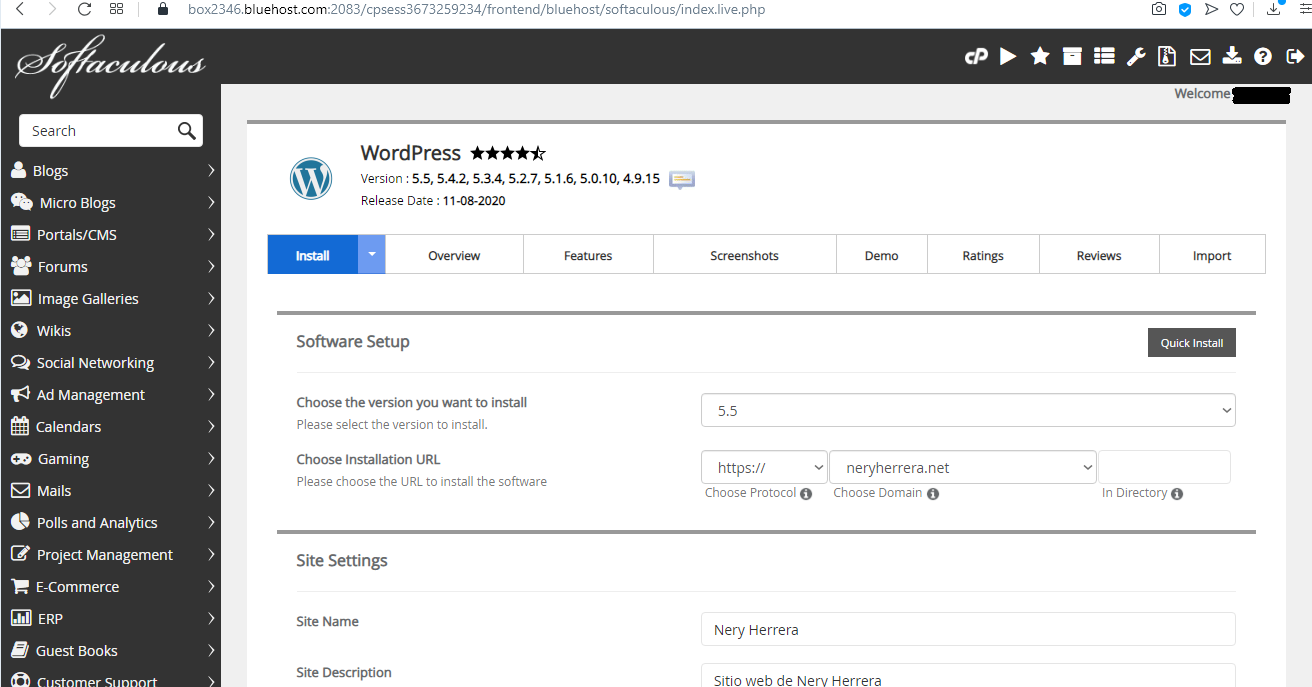 box2346.bluehost.com:2083/cpsess3673259234/frontend/bluehost/softaculous/index.live.php
Softaculous
Welcome
Search
Blogs
Micro Blogs
Portals/CMS
Forums
Image Galleries
Wikis
Social Networking
Ad Management
Calendars
Gaming
Mails
Polls and Analytics
Project Management
E-Commerce
ERP
Guest Books
Customer Support
WordPress
Version : 5.5, 5.4.2, 5.3.4, 5.2.7, 5.1.6, 5.0.10, 4.9.15
Release Date : 11-08-2020
Install Overview Features Screenshots Demo Ratings Reviews Import
Software Setup
Quick Install
Choose the version you want to install
Please select the version to install.
5.5
Choose Installation URL
Please choose the URL to install the software
https:// neryherrera.net
Choose Protocol Choose Domain In Directory
Site Settings
Site Name
Nery Herrera
Site Description
Sitio web de Nery Herrera